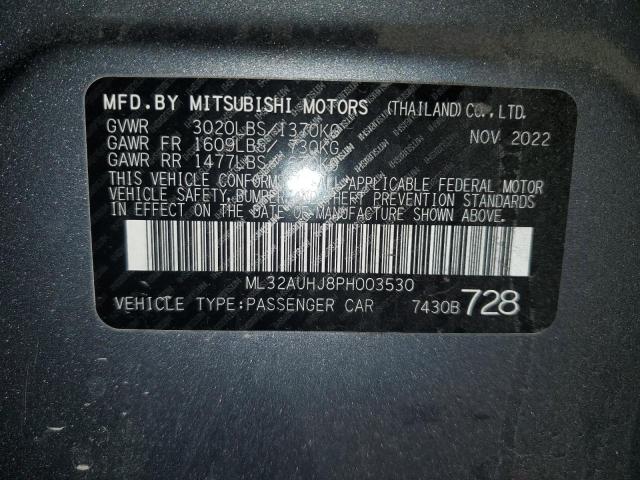 MFD.BY MITSUBISHI MOTORS (THAILAND)CO.,LTD.
GVWR 3020LBS/1370KG NOV 2022
GAWR FR 1609LBS/ 730KG
GAWR RR 1477LBS
THIS VEHICLE CONFORMS ALL APPLICABLE FEDERAL MOTOR
VEHICLE SAFETY, BUMPER AND THEFT PREVENTION STANDARDS
IN EFFECT ON THE DATE OF MANUFACTURE SHOWN ABOVE.
ML32AUHJ8PH003530
VEHICLE TYPE:PASSENGER CAR 7430B 728